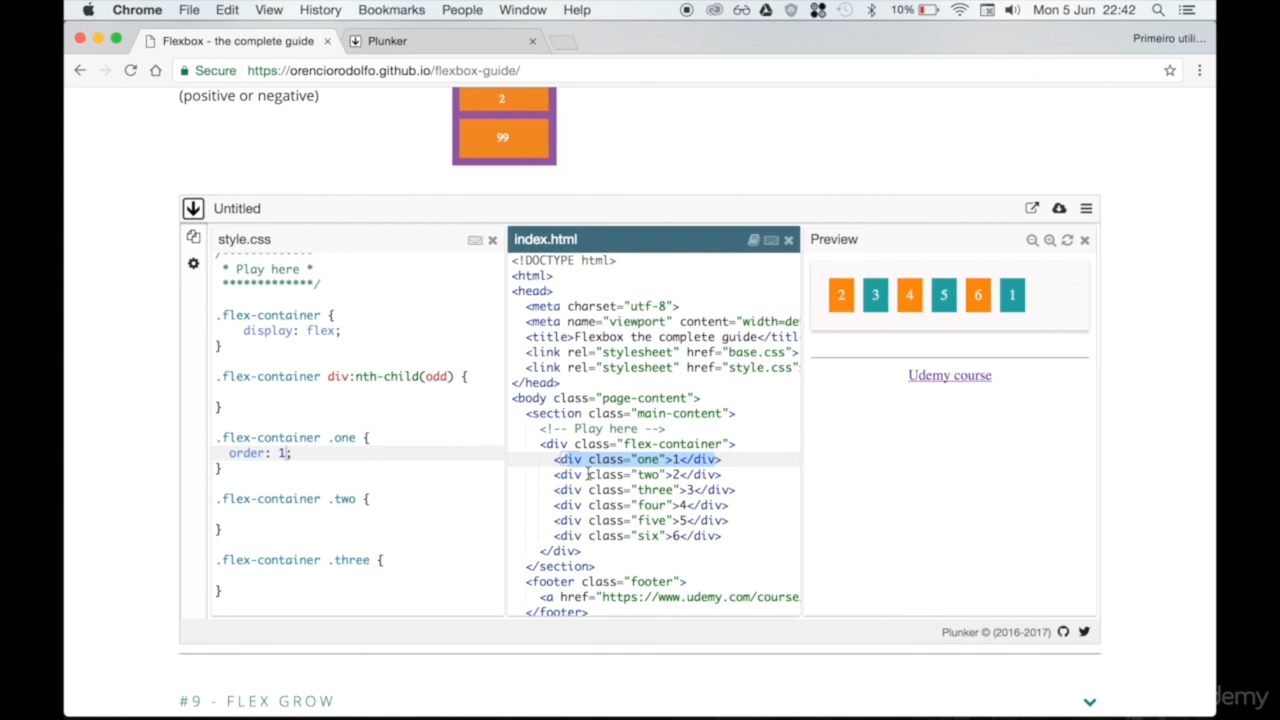 Chrome File Edit View History Bookmarks People Window Help 10% Mon 5 Jun 22:42
Flexbox - the complete guide × Plunker × Primeiro utili...
Secure https://orenciorodolfo.github.io/flexbox-guide/
(positive or negative)
2
99
Untitled
style.css
/*************
* Play here *
*************/
.flex-container {
display: flex;
}
.flex-container div:nth-child(odd) {
}
.flex-container .one {
order: 1;
}
.flex-container .two {
}
.flex-container .three {
}
index.html
<!DOCTYPE html>
<html>
<head>
<meta charset="utf-8">
<meta name="viewport" content="width=de
<title>Flexbox the complete guide</titl
<link rel="stylesheet" href="base.css">
<link rel="stylesheet" href="style.css"
</head>
<body class="page-content">
<section class="main-content">
<!-- Play here -->
<div class="flex-container">
<div class="one">1</div>
<div class="two">2</div>
<div class="three">3</div>
<div class="four">4</div>
<div class="five">5</div>
<div class="six">6</div>
</div>
</section>
<footer class="footer">
<a href="https://www.udemy.com/course
</footer>
Preview
2 3 4 5 6 1
Udemy course
Plunker © (2016-2017)
#9 - FLEX GROW
demy